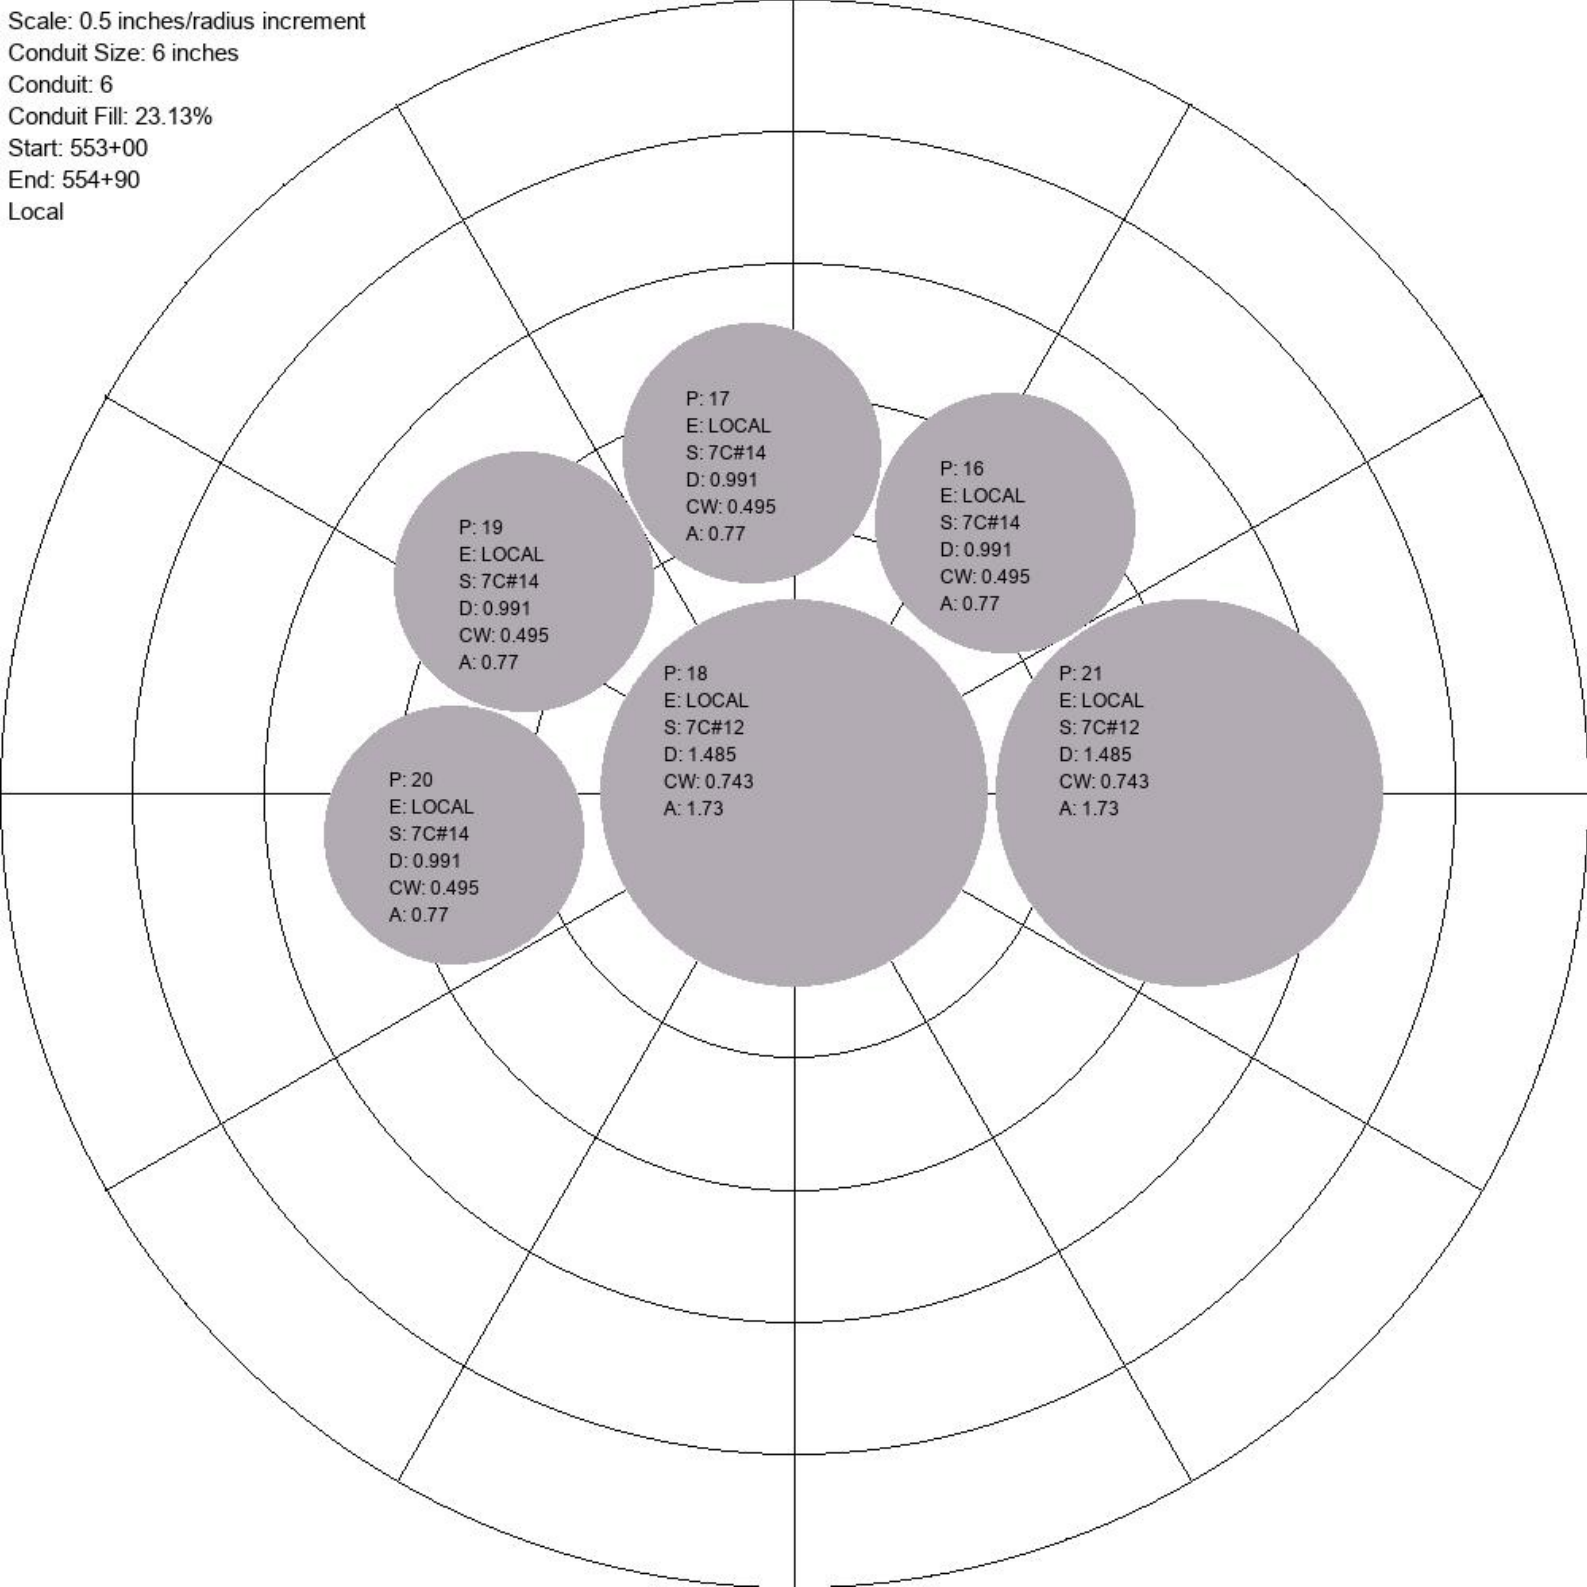 Scale: 0.5 inches/radius increment
Conduit Size: 6 inches
Conduit: 6
Conduit Fill: 23.13%
Start: 553+00
End: 554+90
Local
P: 17
E: LOCAL
S: 7C#14
D: 0.991
CW: 0.495
A: 0.77
P: 16
E: LOCAL
S: 7C#14
D: 0.991
CW: 0.495
A: 0.77
P: 19
E: LOCAL
S: 7C#14
D: 0.991
CW: 0.495
A: 0.77
P: 18
E: LOCAL
S: 7C#12
D: 1.485
CW: 0.743
A: 1.73
P: 21
E: LOCAL
S: 7C#12
D: 1.485
CW: 0.743
A: 1.73
P: 20
E: LOCAL
S: 7C#14
D: 0.991
CW: 0.495
A: 0.77